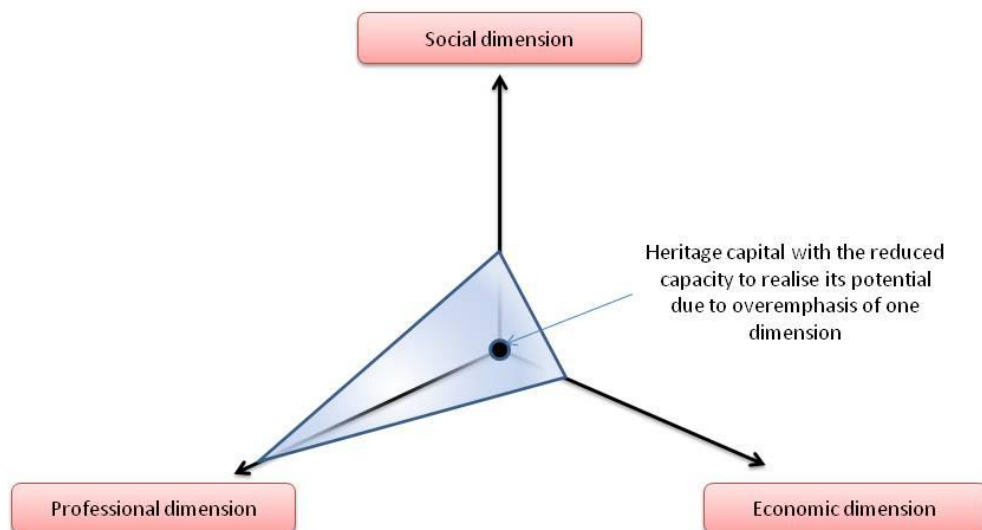 Social dimension
Heritage capital with the reduced
capacity to realise its potential
due to overemphasis of one
dimension
Professional dimension
Economic dimension